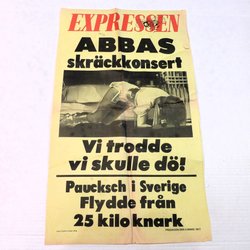 EXPRESSEN
ABBAS
skräckkonsert
Vi trodde
vi skulle dö!
Paucksch i Sverige
Flydde från
25 kilo knark